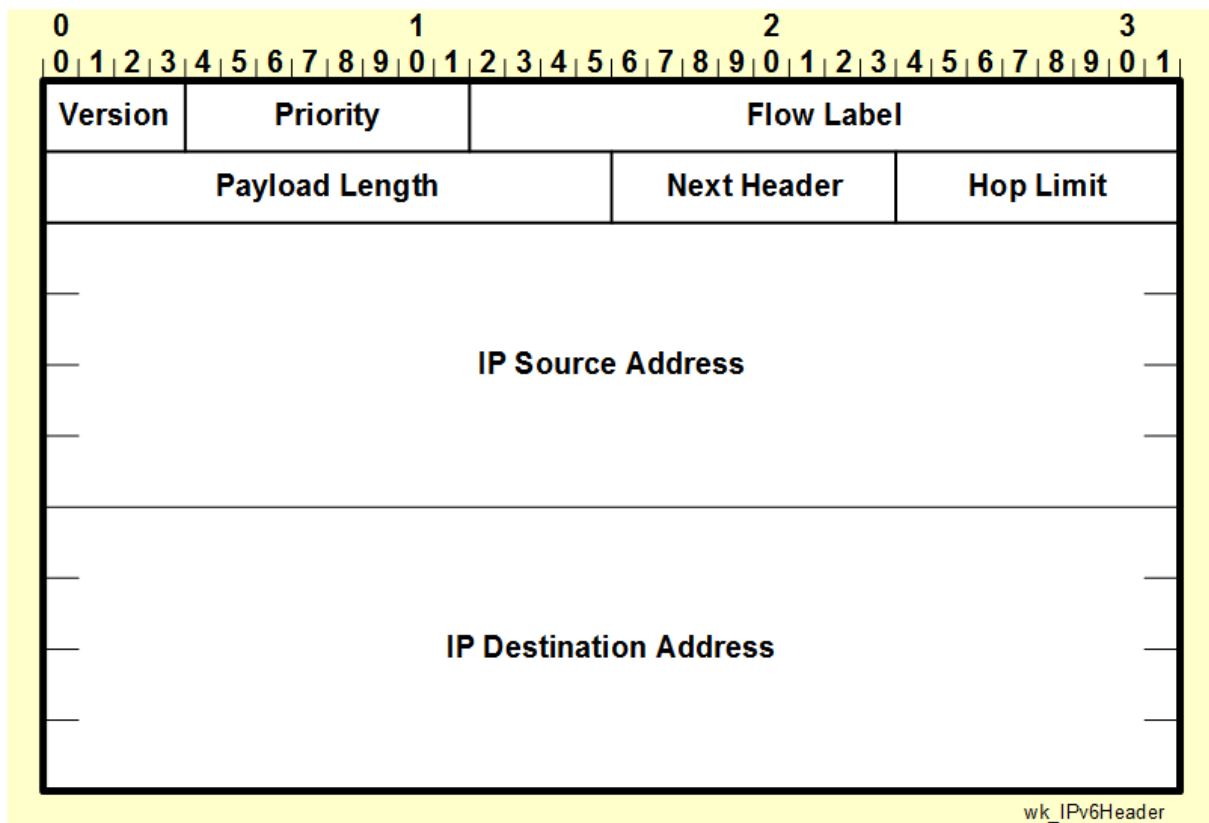 0 1 2 3
0 1 2 3 4 5 6 7 8 9 0 1 2 3 4 5 6 7 8 9 0 1 2 3 4 5 6 7 8 9 0 1
Version Priority Flow Label
Payload Length Next Header Hop Limit
IP Source Address
IP Destination Address
wk_IPv6Header